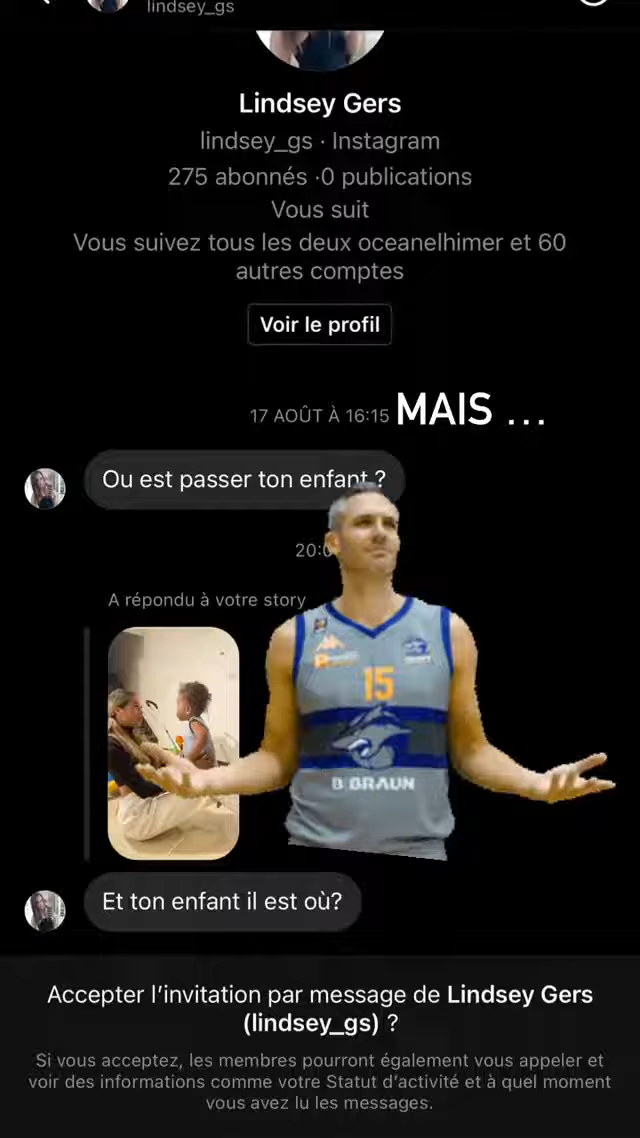 lindsey_gs
Lindsey Gers
lindsey_gs · Instagram
275 abonnés ·0 publications
Vous suit
Vous suivez tous les deux oceanelhimer et 60
autres comptes
Voir le profil
17 AOÛT À 16:15 MAIS ...
Ou est passer ton enfant ?
20:0
A répondu à votre story
15
B BRAUN
Et ton enfant il est où?
Accepter l'invitation par message de Lindsey Gers
(lindsey_gs) ?
Si vous acceptez, les membres pourront également vous appeler et
voir des informations comme votre Statut d'activité et à quel moment
vous avez lu les messages.